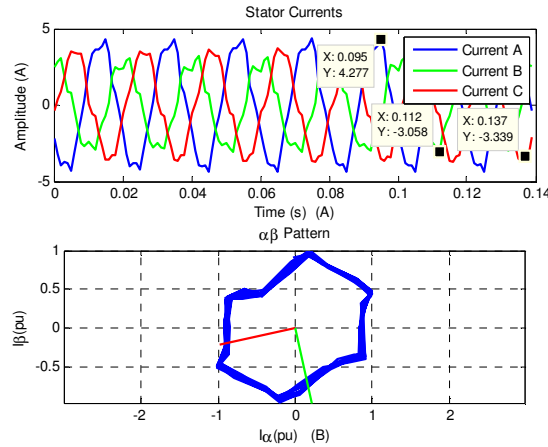 Stator Currents
5
0
-5
Amplitude (A)
X: 0.095
Y: 4.277
X: 0.112
Y: -3.058
X: 0.137
Y: -3.339
Current A
Current B
Current C
0 0.02 0.04 0.06 0.08 0.1 0.12 0.14
Time (s) (A)
αβ Pattern
1
0.5
0
-0.5
Iβ(pu)
-2 -1 0 1 2
Iα(pu) (B)